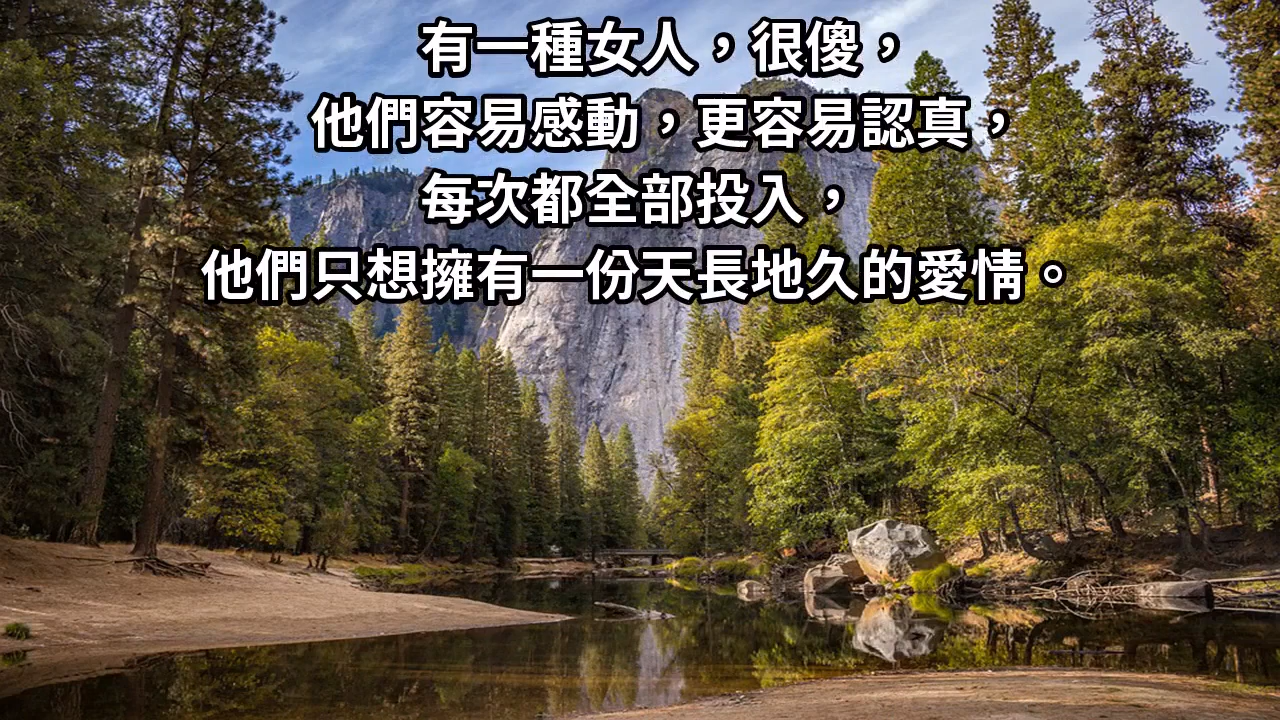 有一種女人，很傻，
他們容易感動，更容易認真，
每次都全部投入，
他們只想擁有一份天長地久的愛情。